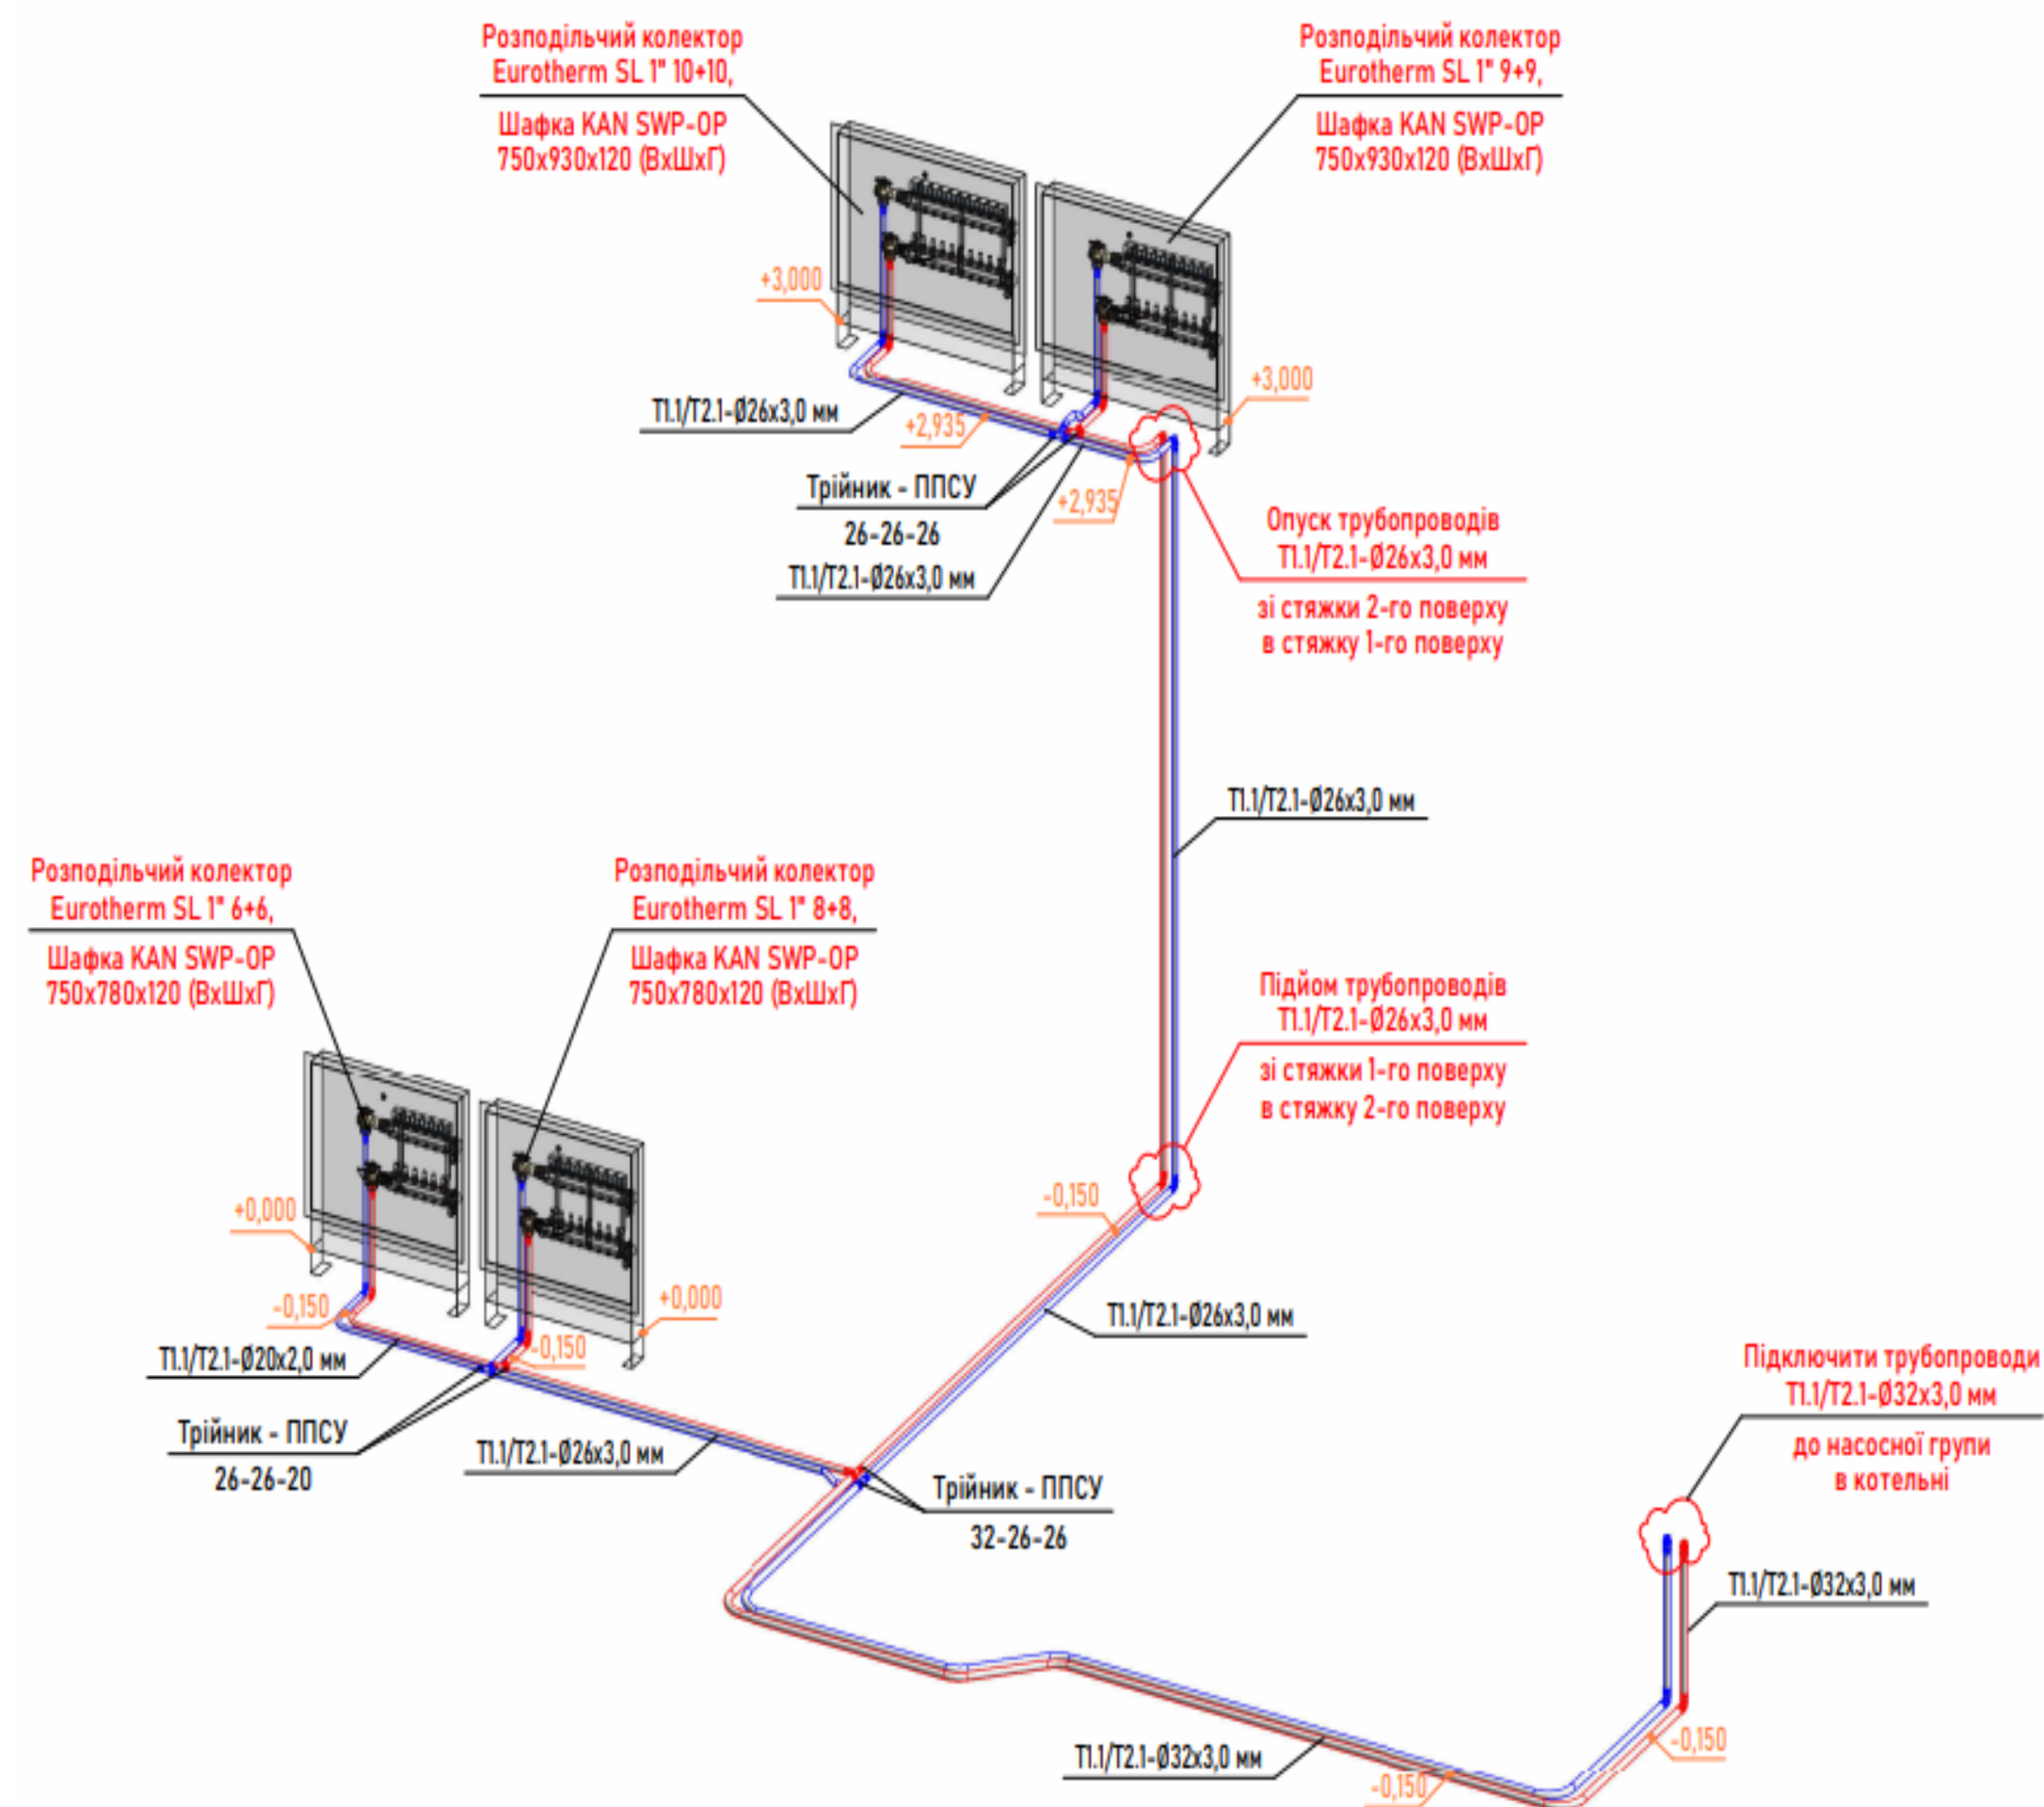 Розподільчий колектор
Eurotherm SL 1" 10+10,
Шафка KAN SWP-OP
750x930x120 (ВхШхГ)
Розподільчий колектор
Eurotherm SL 1" 9+9,
Шафка KAN SWP-OP
750x930x120 (ВхШхГ)
+3,000
+3,000
T1.1/T2.1-Ø26x3,0 мм
+2,935
Трійник - ППСУ
26-26-26
+2,935
T1.1/T2.1-Ø26x3,0 мм
Опуск трубопроводів
T1.1/T2.1-Ø26x3,0 мм
зі стяжки 2-го поверху
в стяжку 1-го поверху
T1.1/T2.1-Ø26x3,0 мм
Розподільчий колектор
Eurotherm SL 1" 6+6,
Шафка KAN SWP-OP
750x780x120 (ВхШхГ)
Розподільчий колектор
Eurotherm SL 1" 8+8,
Шафка KAN SWP-OP
750x780x120 (ВхШхГ)
Підйом трубопроводів
T1.1/T2.1-Ø26x3,0 мм
зі стяжки 1-го поверху
в стяжку 2-го поверху
+0,000
-0,150
+0,000
-0,150
-0,150
T1.1/T2.1-Ø20x2,0 мм
Трійник - ППСУ
26-26-20
T1.1/T2.1-Ø26x3,0 мм
T1.1/T2.1-Ø26x3,0 мм
Трійник - ППСУ
32-26-26
Підключити трубопроводи
T1.1/T2.1-Ø32x3,0 мм
до насосної групи
в котельні
T1.1/T2.1-Ø32x3,0 мм
-0,150
T1.1/T2.1-Ø32x3,0 мм
-0,150